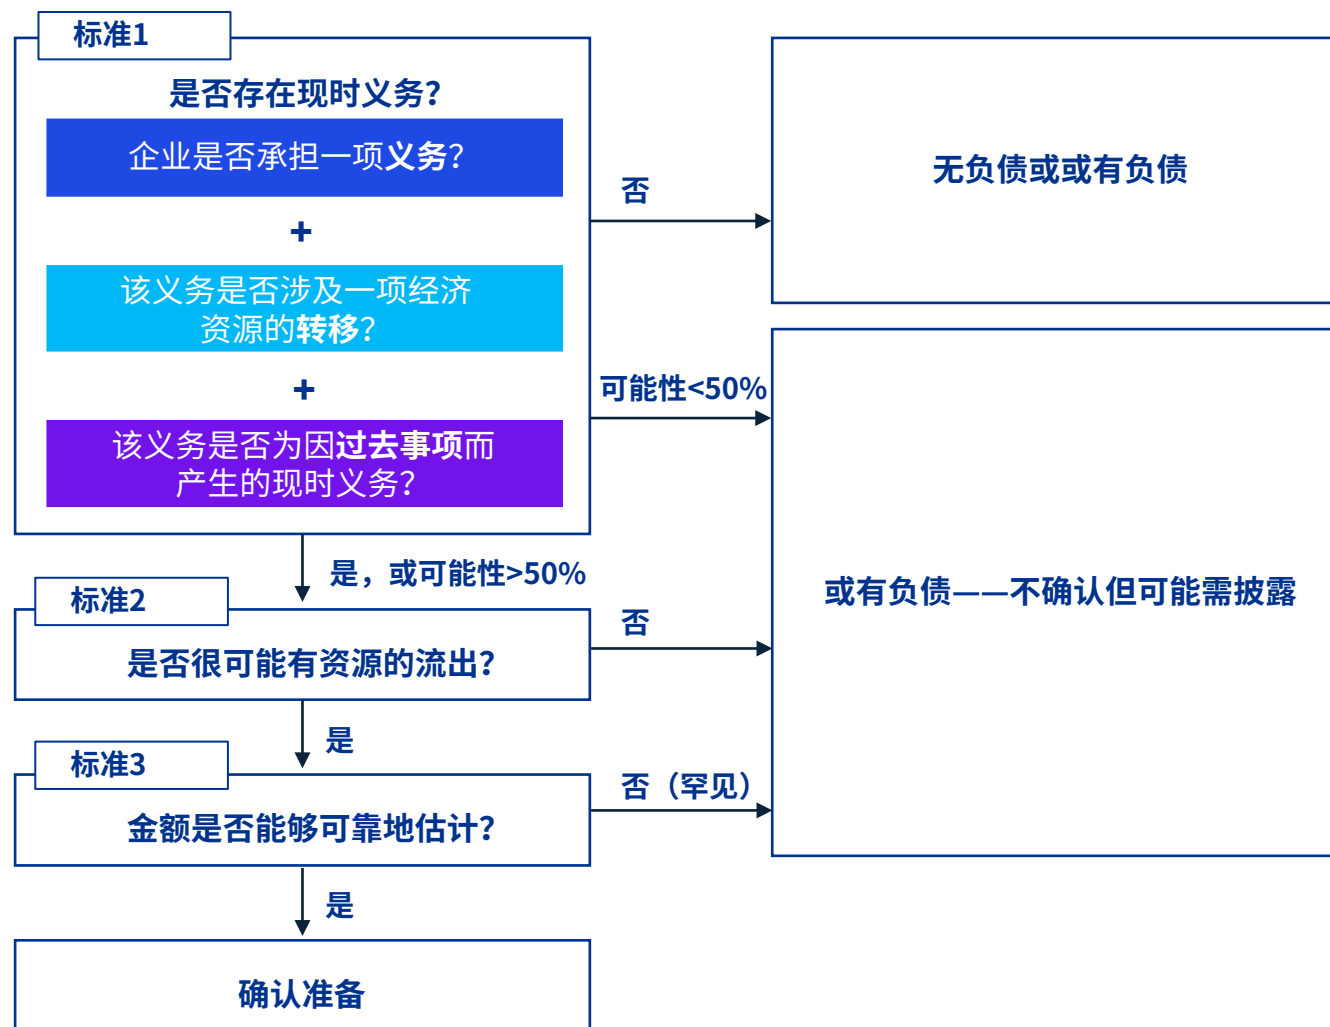 标准1
是否存在现时义务？
企业是否承担一项义务？
+
该义务是否涉及一项经济
资源的转移？
+
该义务是否为因过去事项而
产生的现时义务？
否
无负债或或有负债
可能性<50%
是，或可能性>50%
标准2
是否很可能有资源的流出？
否
或有负债——不确认但可能需披露
是
标准3
金额是否能够可靠地估计？
否（罕见）
是
确认准备